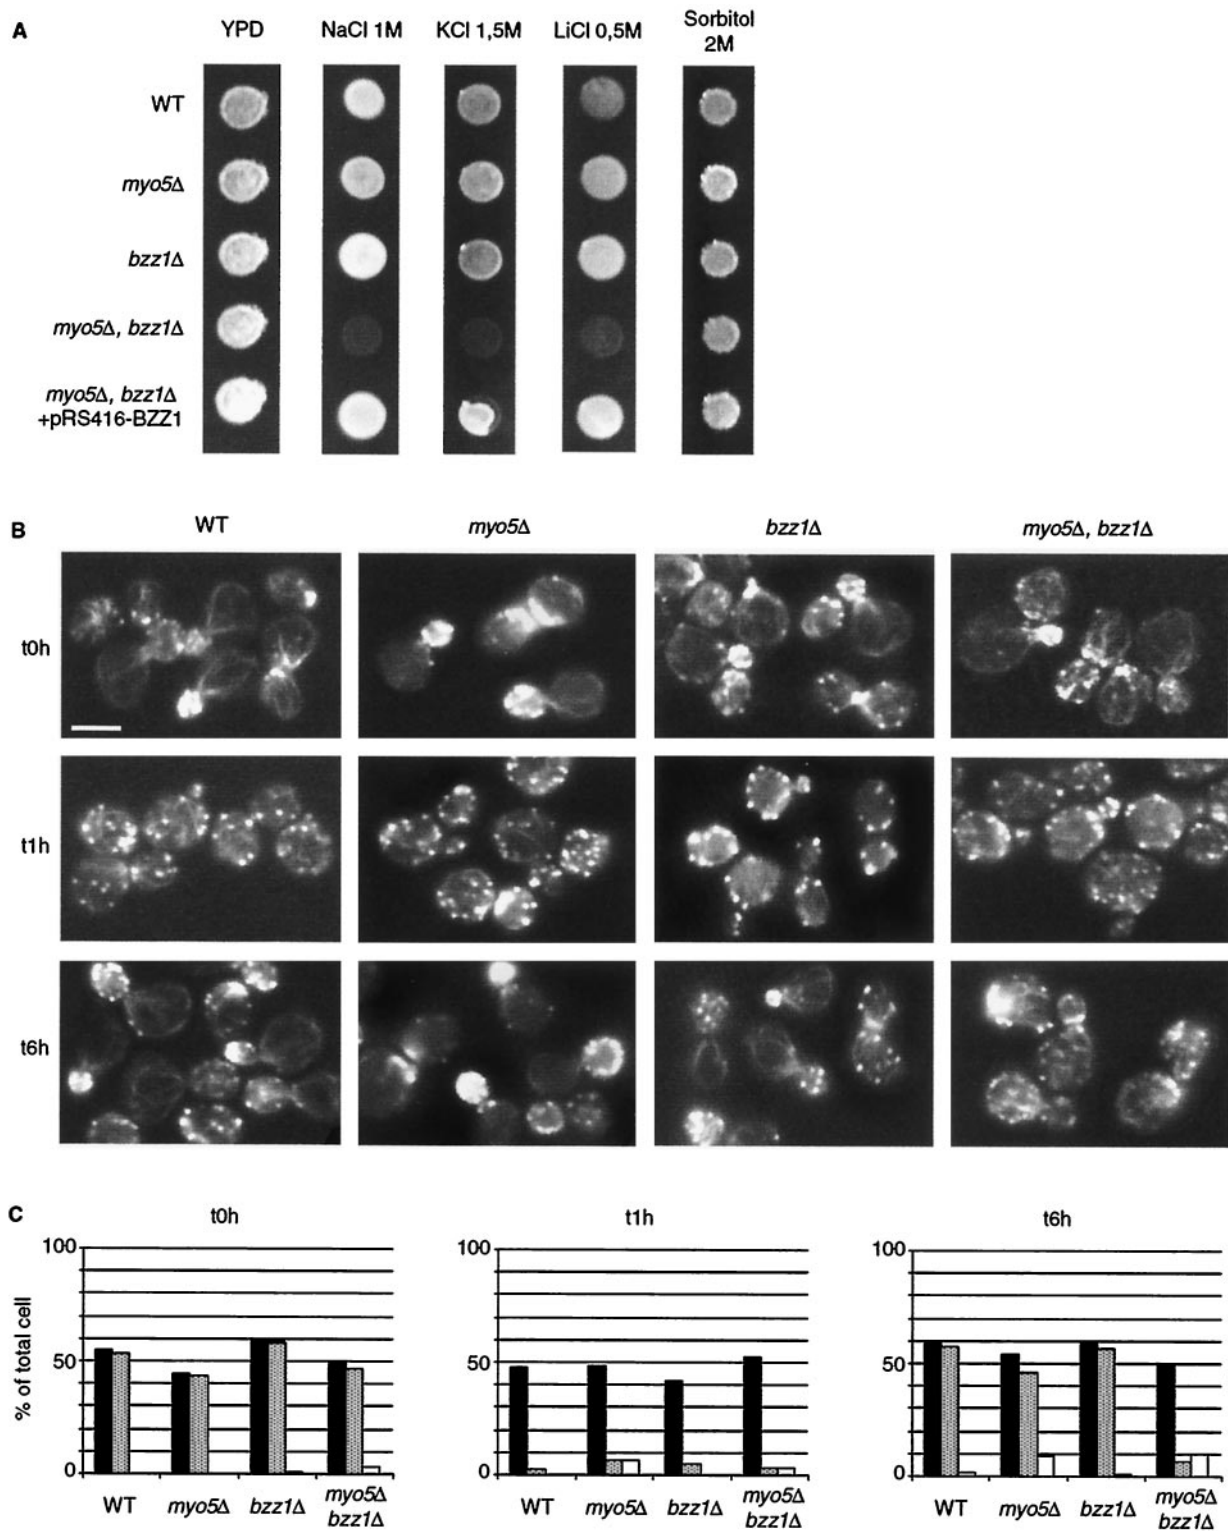 A
YPD NaCl 1M KCl 1,5M LiCl 0,5M Sorbitol 2M
WT
myo5Δ
bzz1Δ
myo5Δ, bzz1Δ
myo5Δ, bzz1Δ
+pRS416-BZZ1
B
WT myo5Δ bzz1Δ myo5Δ, bzz1Δ
t0h
t1h
t6h
C
t0h t1h t6h
% of total cell
100 100 100
50 50 50
0 0 0
WT myo5Δ bzz1Δ myo5Δ WT myo5Δ bzz1Δ myo5Δ WT myo5Δ bzz1Δ myo5Δ
bzz1Δ bzz1Δ bzz1Δ